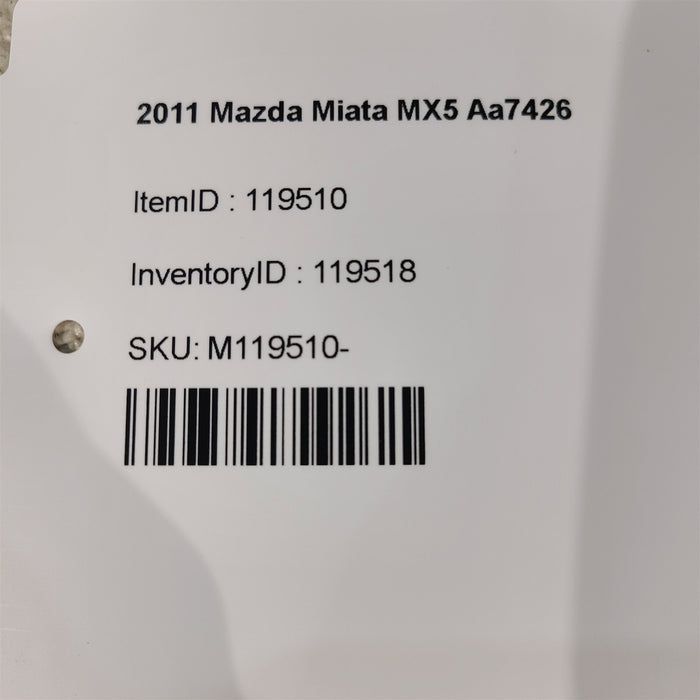 2011 Mazda Miata MX5 Aa7426
ItemID : 119510
InventoryID : 119518
SKU: M119510-